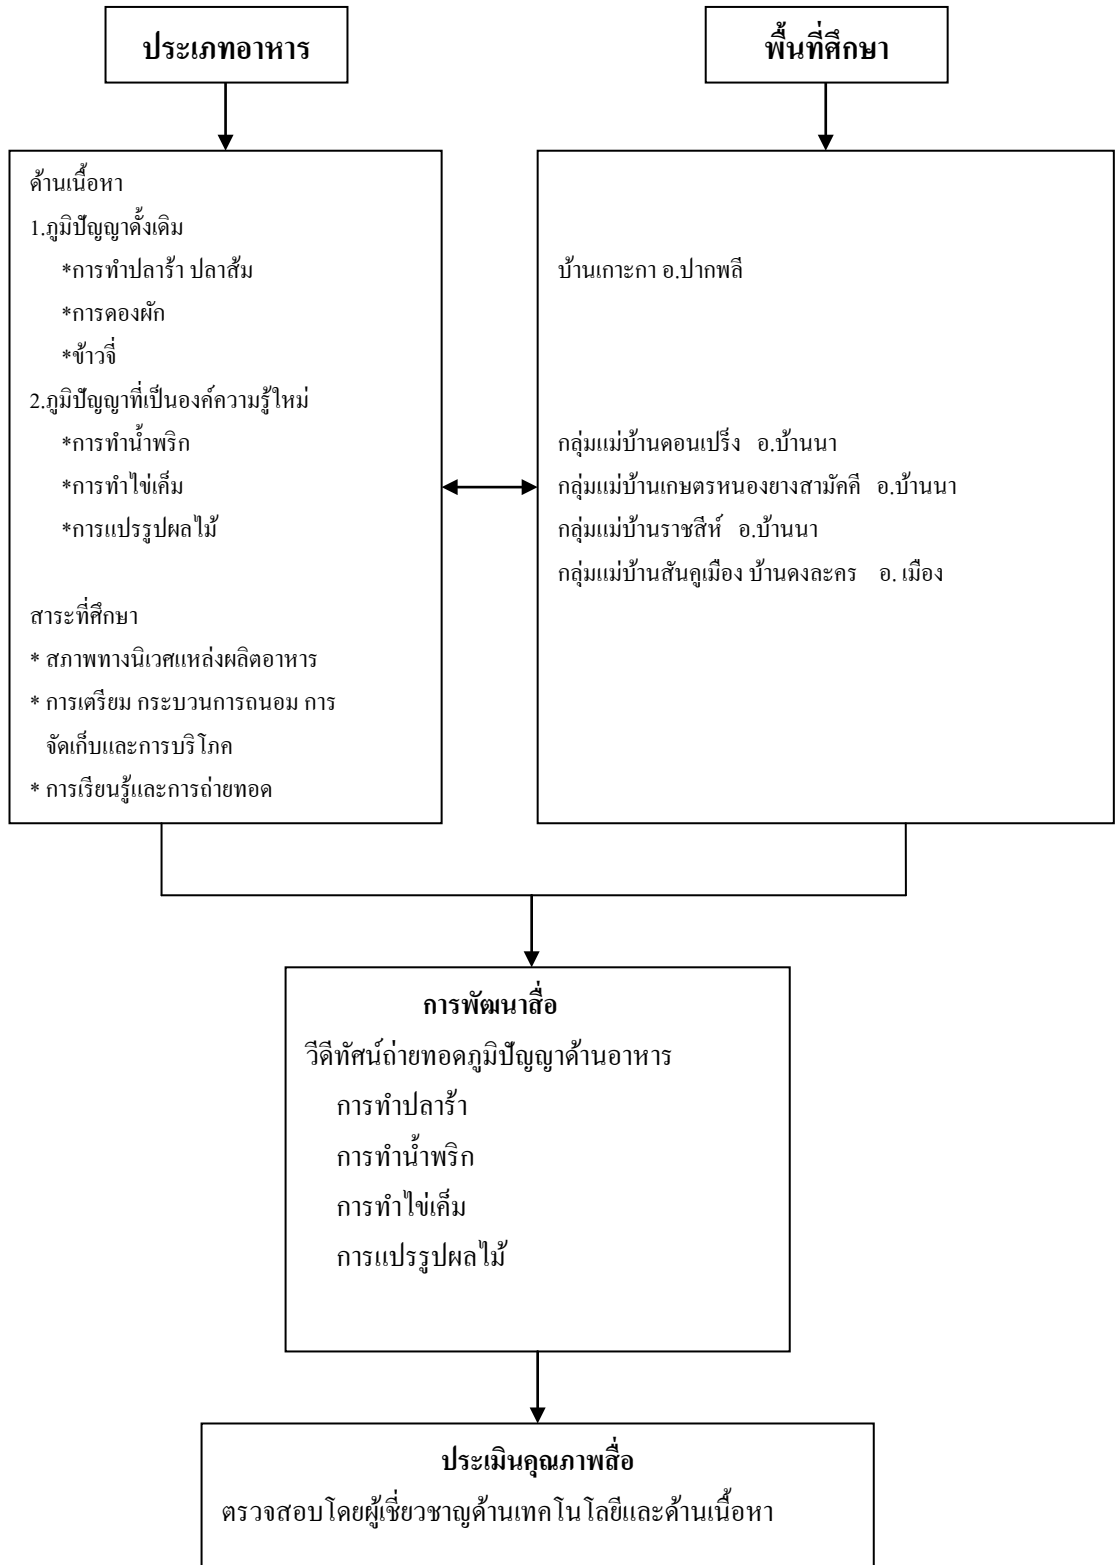 ประเภทอาหาร
พื้นที่ศึกษา
ด้านเนื้อหา
1.ภูมิปัญญาดั้งเดิม
*การทำปลาร้า ปลาส้ม
*การดองผัก
*ข้าวจี่
2.ภูมิปัญญาที่เป็นองค์ความรู้ใหม่
*การทำน้ำพริก
*การทำไข่เค็ม
*การแปรรูปผลไม้
สาระที่ศึกษา
* สภาพทางนิเวศแหล่งผลิตอาหาร
* การเตรียม กระบวนการถนอม การ
จัดเก็บและการบริโภค
* การเรียนรู้และการถ่ายทอด
บ้านเกาะกา อ.ปากพลี
กลุ่มแม่บ้านดอนเปร็ง อ.บ้านนา
กลุ่มแม่บ้านเกษตรหนองยางสามัคคี อ.บ้านนา
กลุ่มแม่บ้านราชสีห์ อ.บ้านนา
กลุ่มแม่บ้านสันคูเมือง บ้านดงละคร อ. เมือง
การพัฒนาสื่อ
วีดีทัศน์ถ่ายทอดภูมิปัญญาด้านอาหาร
การทำปลาร้า
การทำน้ำพริก
การทำไข่เค็ม
การแปรรูปผลไม้
ประเมินคุณภาพสื่อ
ตรวจสอบโดยผู้เชี่ยวชาญด้านเทคโนโลยีและด้านเนื้อหา